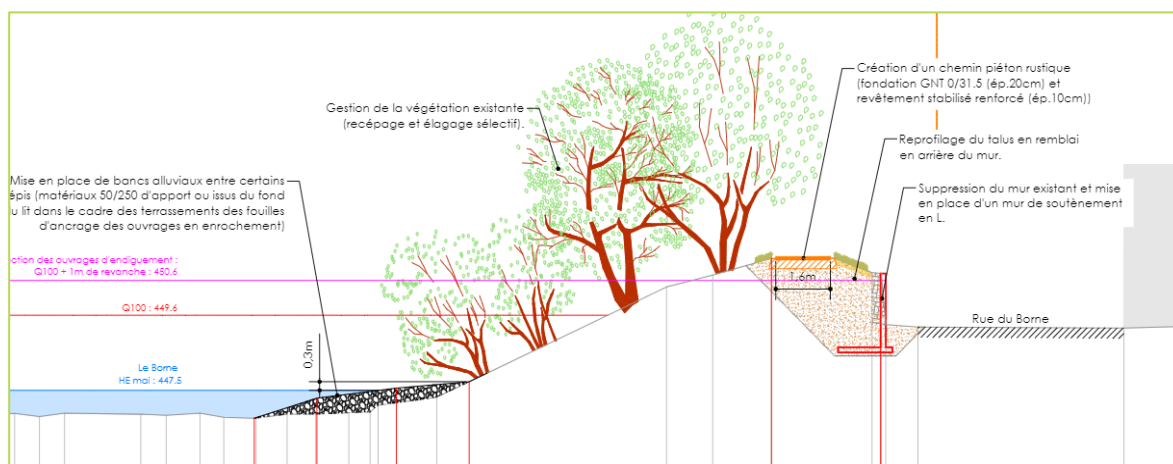 Création d'un chemin piéton rustique
(fondation GNT 0/31.5 (ép.20cm) et
revêtement stabilisé renforcé (ép.10cm))
Gestion de la végétation existante
(recépage et élagage sélectif).
Reprofilage du talus en remblai
en arrière du mur.
Mise en place de bancs alluviaux entre certains
épis (matériaux 50/250 d'apport ou issus du fond
u lit dans le cadre des terrassements des fouilles
d'ancrage des ouvrages en enrochement)
Suppression du mur existant et mise
en place d'un mur de soutènement
en L.
ction des ouvrages d'endiguement :
Q100 + 1m de revanche : 450.6
1.6m
Q100 : 449.6
Rue du Borne
0.3m
Le Borne
HE mai : 447.5